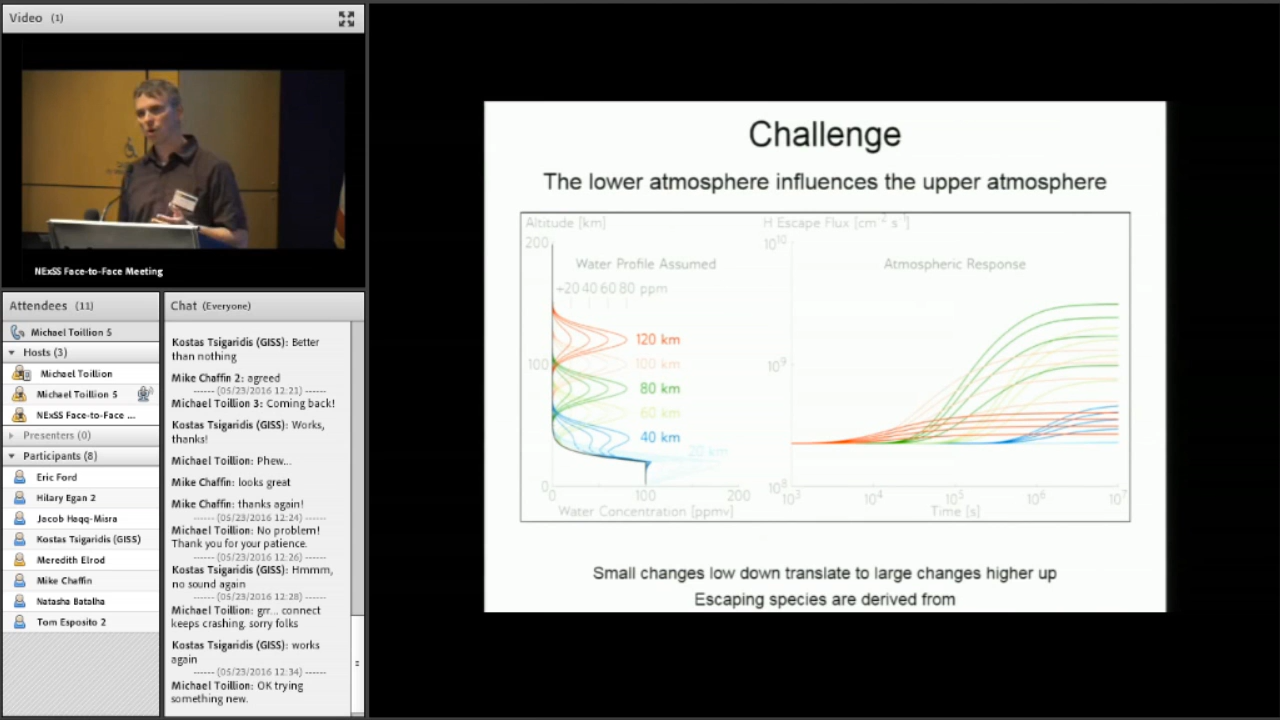 Video (1)
NExSS Face-to-Face Meeting
Attendees (11)
Michael Toillion 5
Hosts (3)
Michael Toillion
Michael Toillion 5
NExSS Face-to-Face ...
Presenters (0)
Participants (8)
Eric Ford
Hilary Egan 2
Jacob Haqq-Misra
Kostas Tsigaridis (GISS)
Meredith Elrod
Mike Chaffin
Natasha Batalha
Tom Esposito 2
Chat (Everyone)
Kostas Tsigaridis (GISS): Better
than nothing
Mike Chaffin 2: agreed
------ (05/23/2016 12:21) ------
Michael Toillion 3: Coming back!
Kostas Tsigaridis (GISS): Works,
thanks!
Michael Toillion: Phew...
Mike Chaffin: looks great
Mike Chaffin: thanks again!
------ (05/23/2016 12:24) ------
Michael Toillion: No problem!
Thank you for your patience.
------ (05/23/2016 12:26) ------
Kostas Tsigaridis (GISS): Hmmm,
no sound again
------ (05/23/2016 12:28) ------
Michael Toillion: grr... connect
keeps crashing. sorry folks
Kostas Tsigaridis (GISS): works
again
------ (05/23/2016 12:34) ------
Michael Toillion: OK trying
something new.
Challenge
The lower atmosphere influences the upper atmosphere
Altitude [km]
200
Water Profile Assumed
+20 40 60 80 ppm
120 km
100
100 km
80 km
60 km
40 km
20 km
0
0 100 200
Water Concentration [ppmv]
H Escape Flux [cm⁻² s⁻¹]
10¹⁰
Atmospheric Response
10⁹
10⁸
10³ 10⁴ 10⁵ 10⁶ 10⁷
Time [s]
Small changes low down translate to large changes higher up
Escaping species are derived from